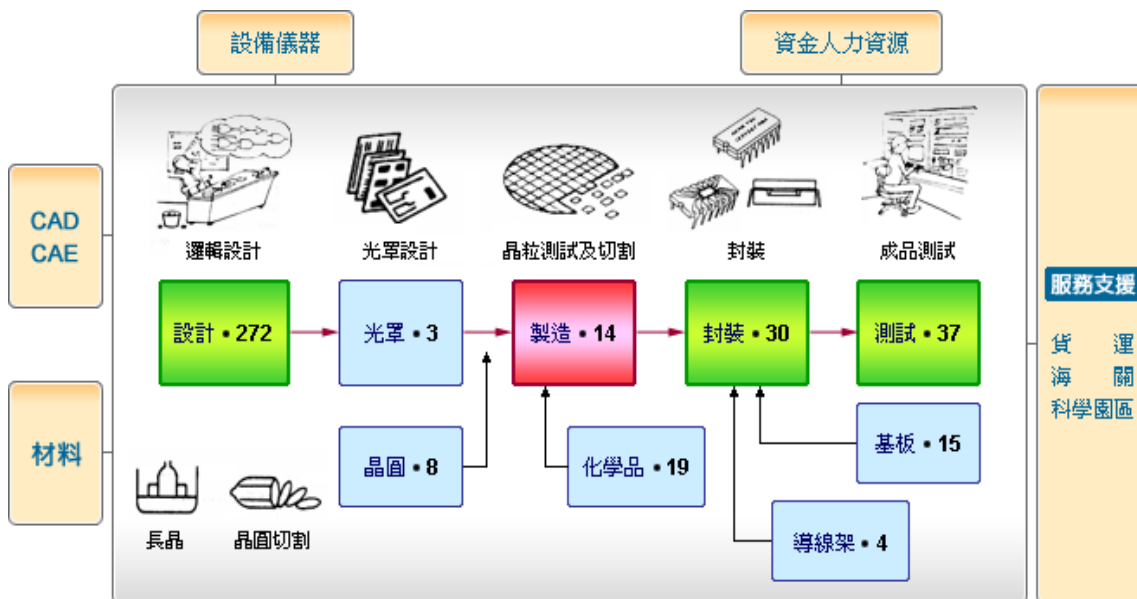 設備儀器
資金人力資源
CAD
CAE
材料
邏輯設計
光罩設計
晶粒測試及切割
封裝
成品測試
設計•272
光罩•3
製造•14
封裝•30
測試•37
晶圓•8
化學品•19
基板•15
導線架•4
長晶
晶圓切割
服務支援
貨 運
海 關
科學園區